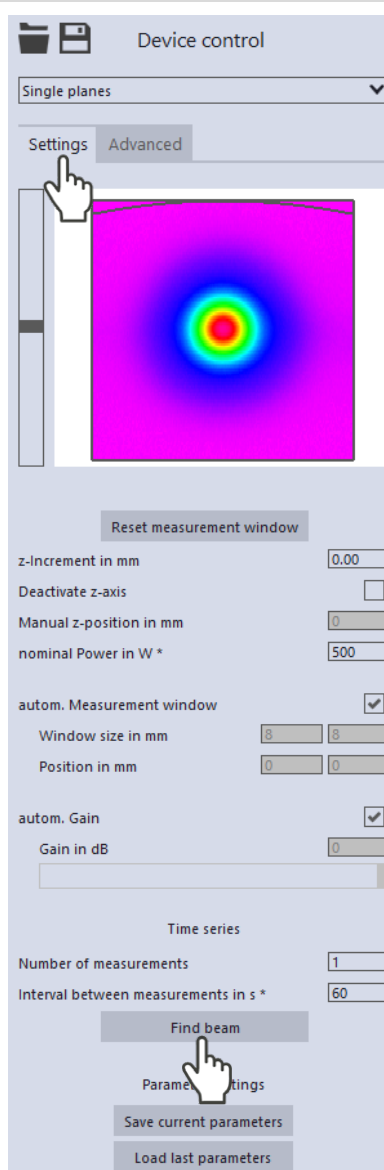 Device control
Single planes
Settings Advanced
Reset measurement window
z-Increment in mm 0.00
Deactivate z-axis
Manual z-position in mm 0
nominal Power in W * 500
autom. Measurement window
Window size in mm 8 8
Position in mm 0 0
autom. Gain
Gain in dB 0
Time series
Number of measurements 1
Interval between measurements in s * 60
Find beam
Save current parameters
Load last parameters